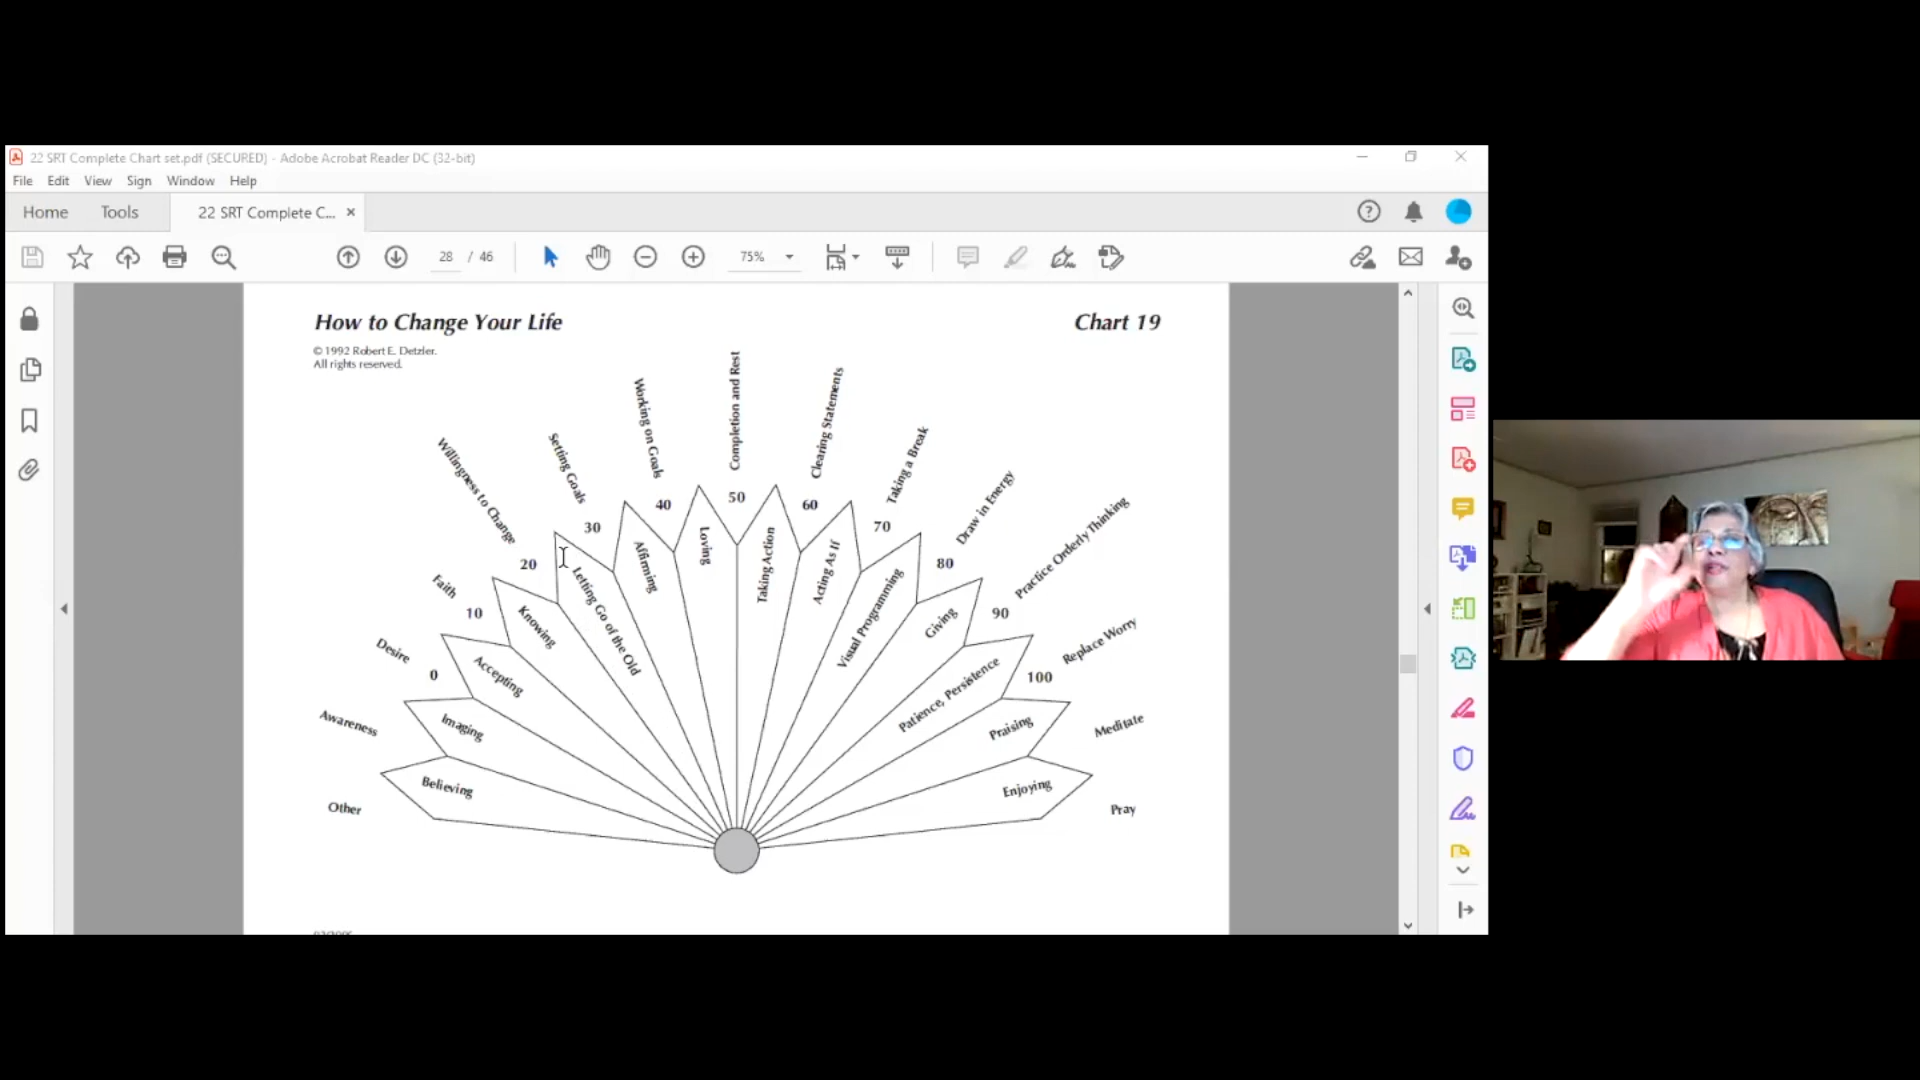 22 SRT Complete Chart set.pdf (SECURED) - Adobe Acrobat Reader DC (32-bit)
File Edit View Sign Window Help
Home Tools 22 SRT Complete C...
28 / 46 75%
How to Change Your Life
Chart 19
© 1992 Robert E. Detzler.
All rights reserved.
Other
Awareness
Desire
Faith
Willingness to Change
Setting Goals
Working on Goals
Completion and Rest
Clearing Statements
Taking a Break
Draw in Energy
Practice Orderly Thinking
Replace Worry
Meditate
Pray
0
10
20
30
40
50
60
70
80
90
100
Believing
Imaging
Accepting
Knowing
Letting Go of the Old
Affirming
Loving
Taking Action
Acting As If
Visual Programming
Giving
Patience, Persistence
Praising
Enjoying